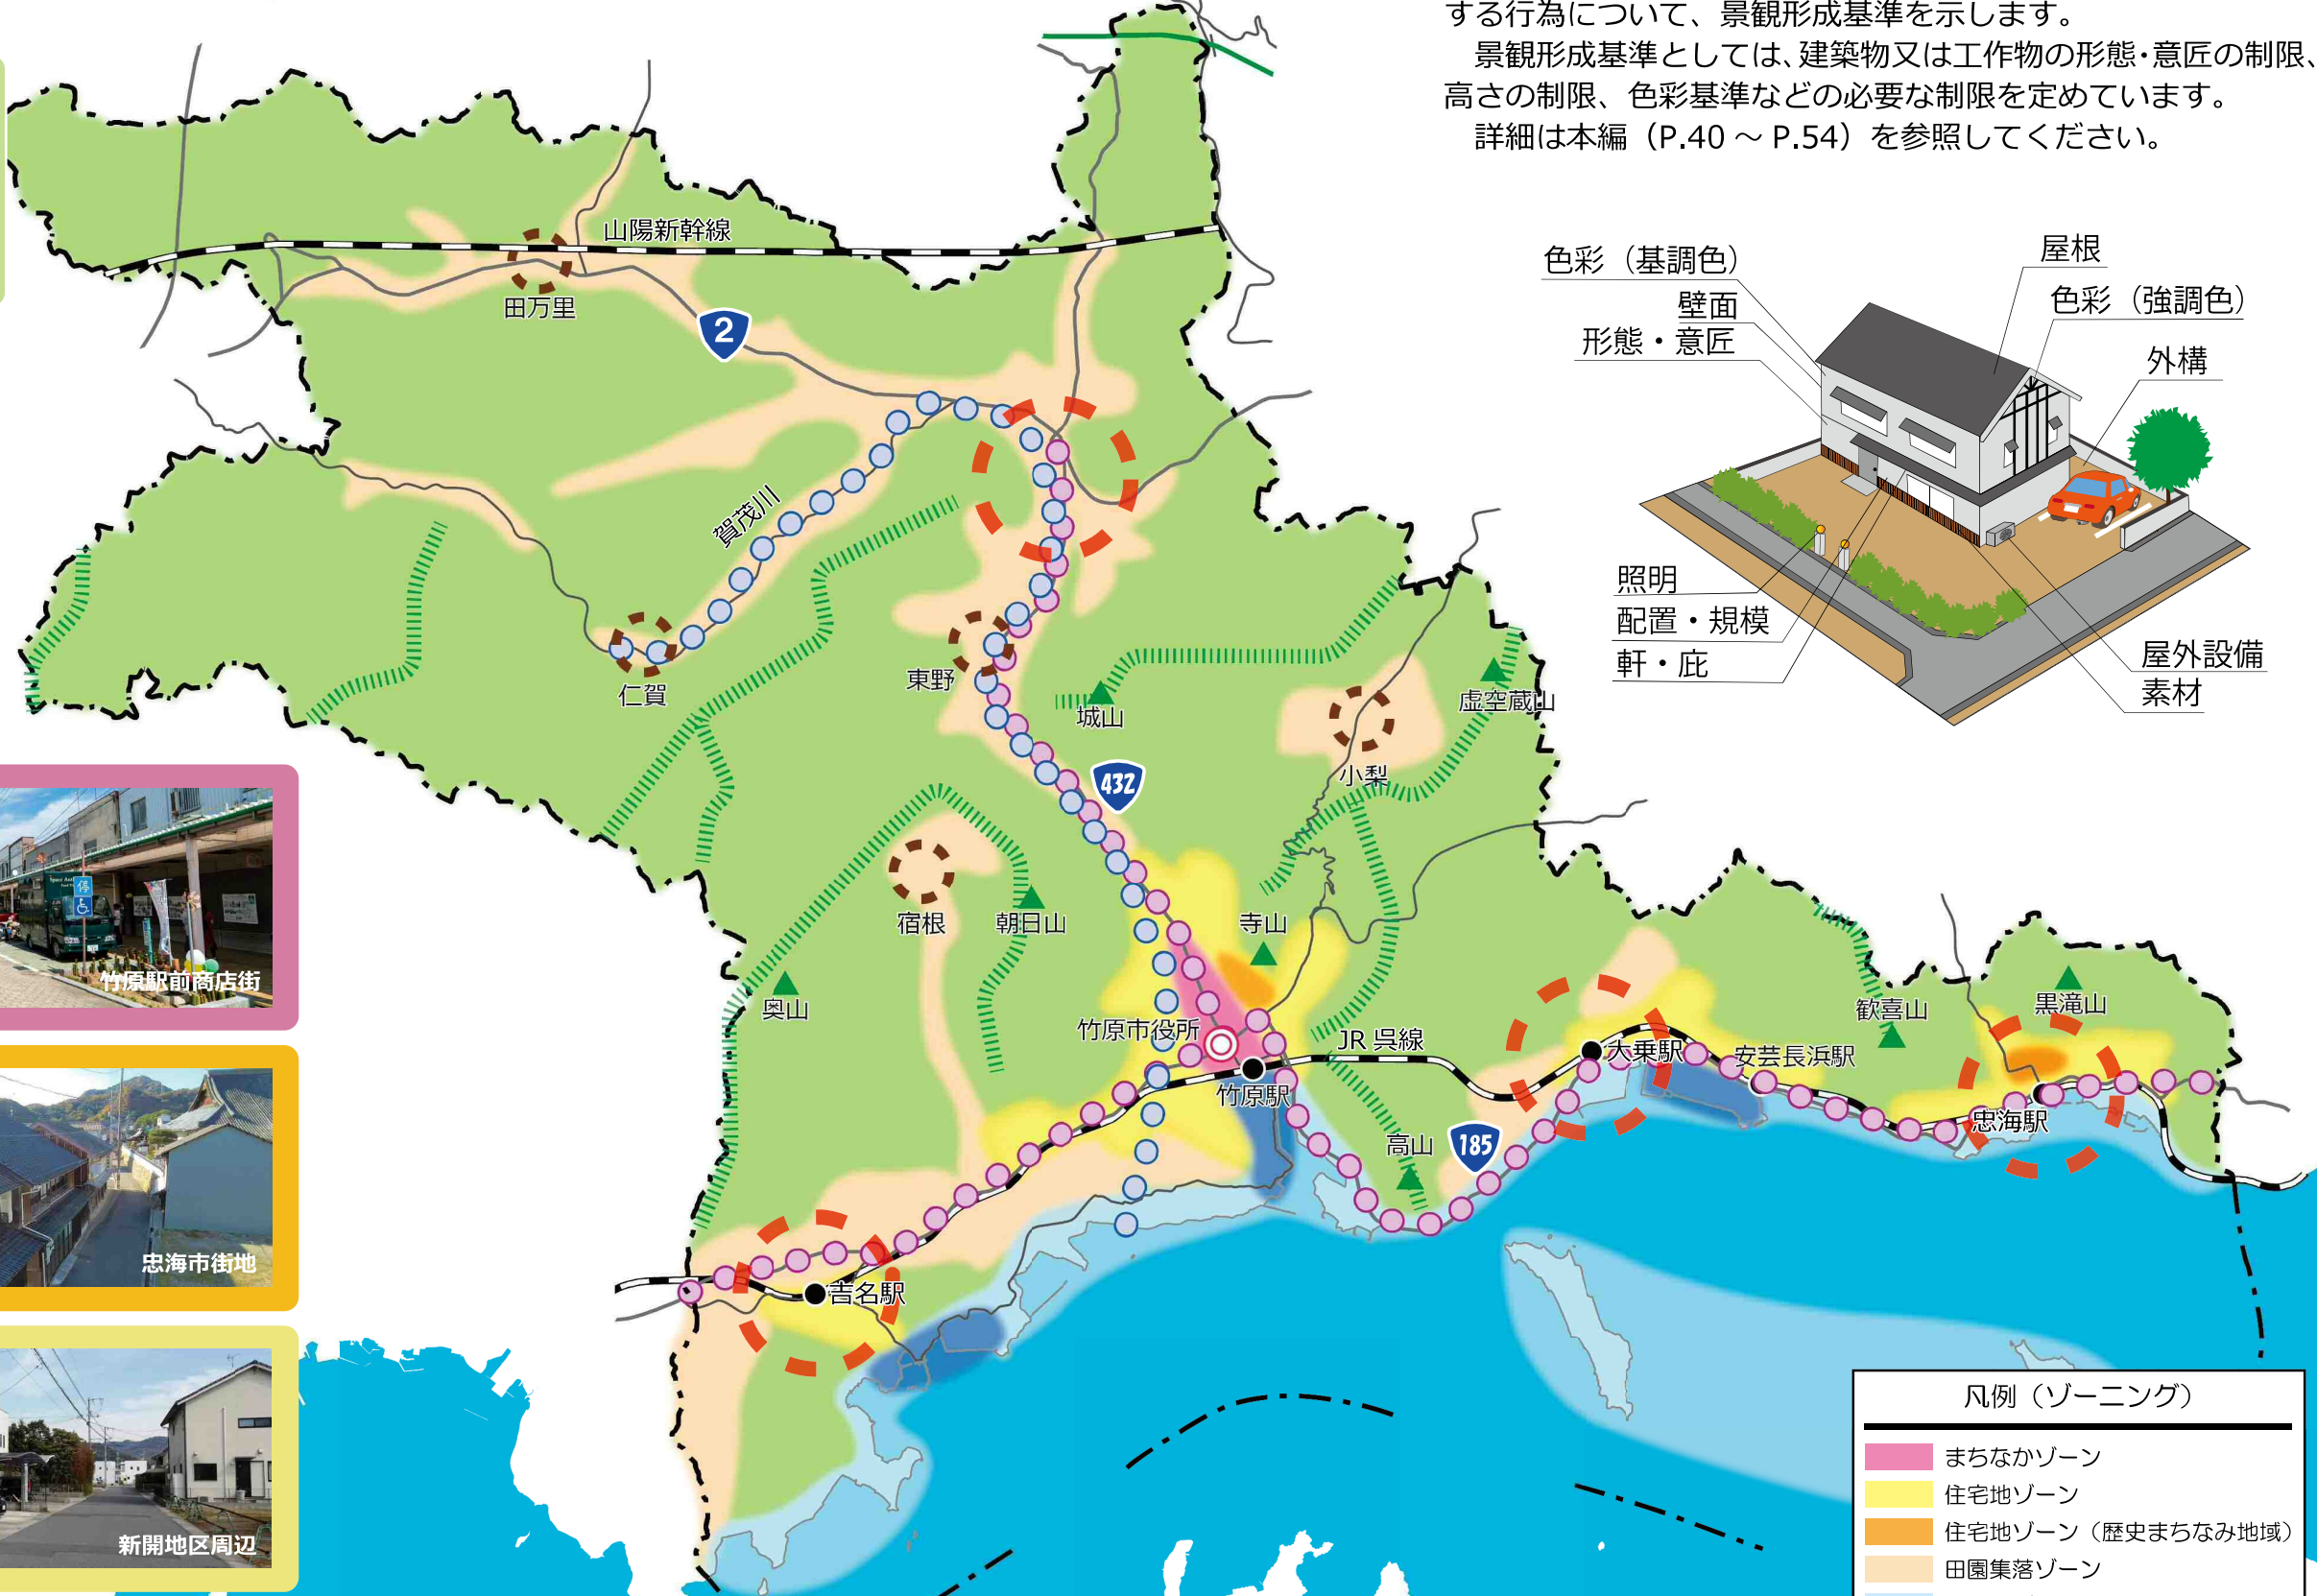 する行為について、景観形成基準を示します。
景観形成基準としては、建築物又は工作物の形態・意匠の制限、
高さの制限、色彩基準などの必要な制限を定めています。
詳細は本編（P.40 ～ P.54）を参照してください。
色彩（基調色）
壁面
形態・意匠
屋根
色彩（強調色）
外構
照明
配置・規模
軒・庇
屋外設備
素材
山陽新幹線
田万里
2
賀茂川
仁賀
東野
城山
虚空蔵山
小梨
432
宿根
朝日山
寺山
奥山
竹原市役所
JR 呉線
竹原駅
大乗駅
安芸長浜駅
歓喜山
黒滝山
忠海駅
高山
185
吉名駅
停
竹原駅前商店街
忠海市街地
新開地区周辺
凡例（ゾーニング）
まちなかゾーン
住宅地ゾーン
住宅地ゾーン（歴史まちなみ地域）
田園集落ゾーン